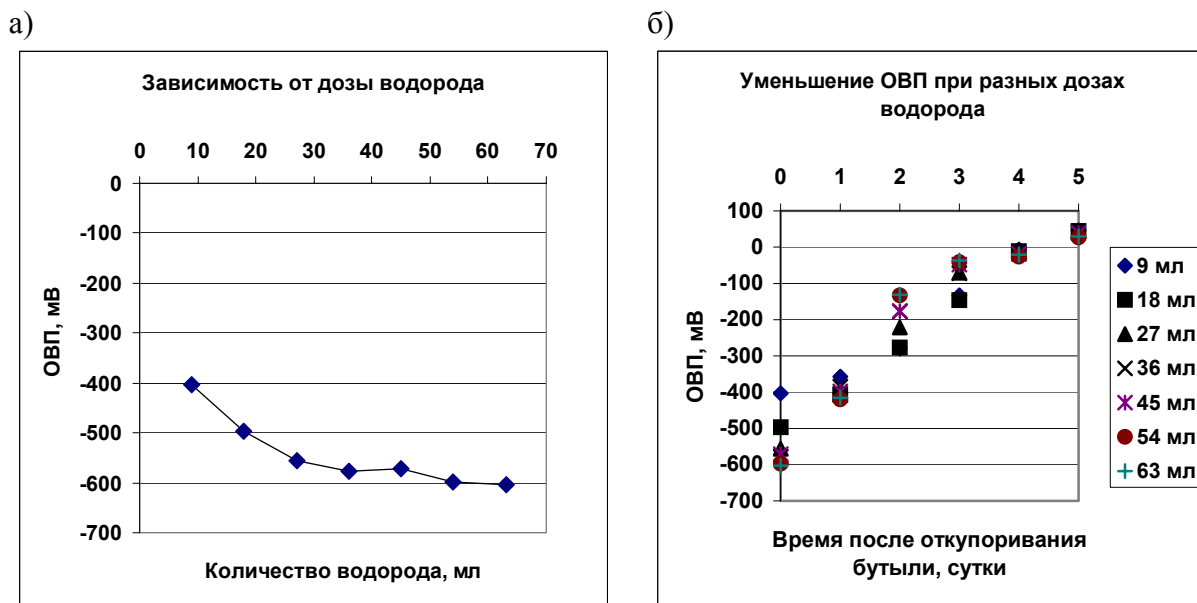 а)
Зависимость от дозы водорода
0 10 20 30 40 50 60 70
0
-100
-200
-300
-400
-500
-600
-700
ОВП, мВ
Количество водорода, мл
б)
Уменьшение ОВП при разных дозах
водорода
0 1 2 3 4 5
100
0
-100
-200
-300
-400
-500
-600
-700
ОВП, мВ
Время после откупоривания
бутыли, сутки
9 мл
18 мл
27 мл
36 мл
45 мл
54 мл
63 мл